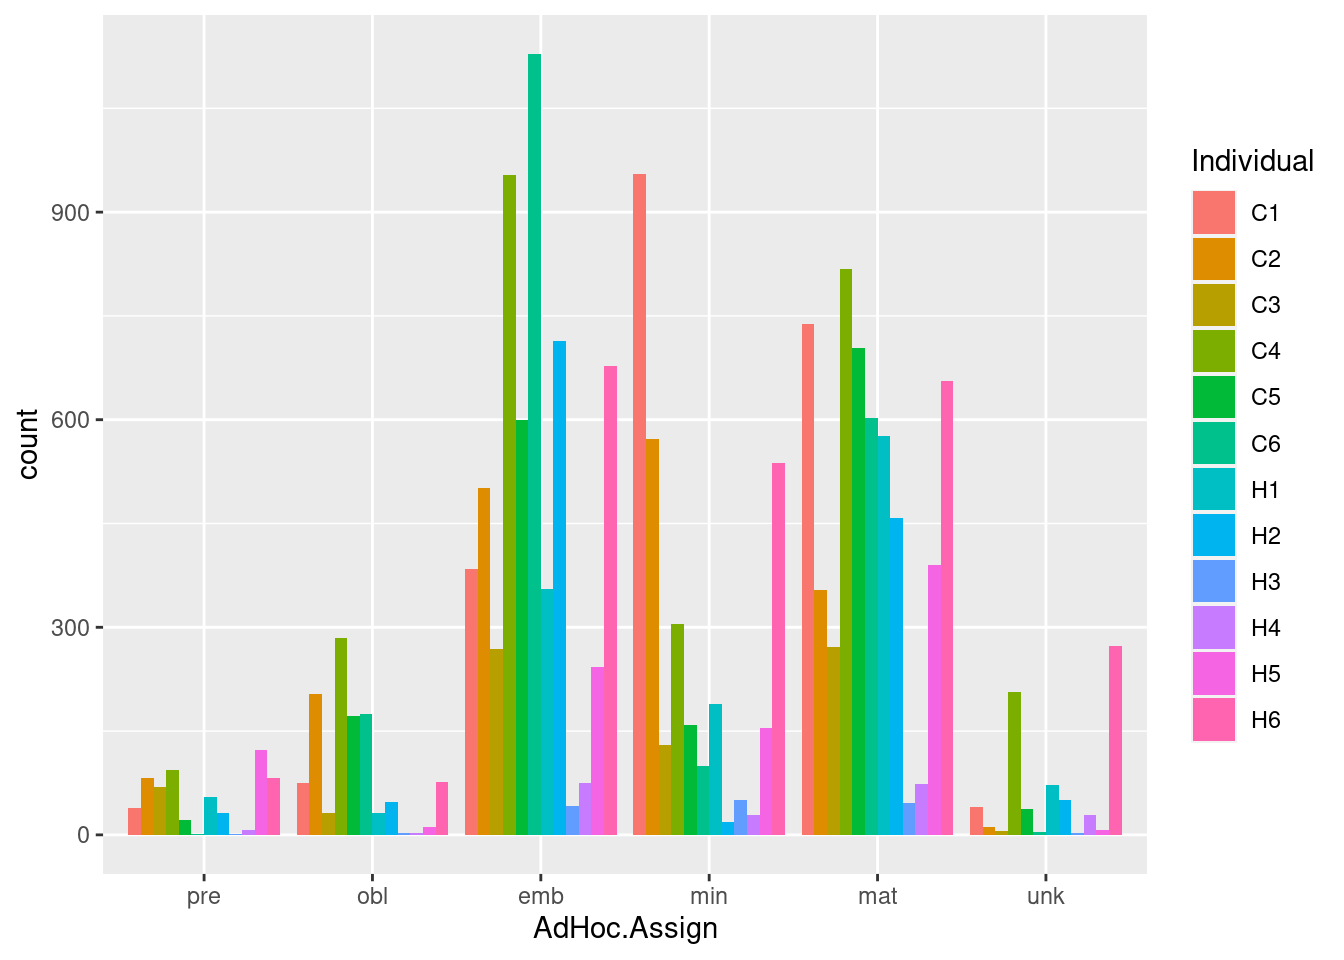 900
600
300
0
count
pre obl emb min mat unk
AdHoc.Assign
Individual
C1
C2
C3
C4
C5
C6
H1
H2
H3
H4
H5
H6